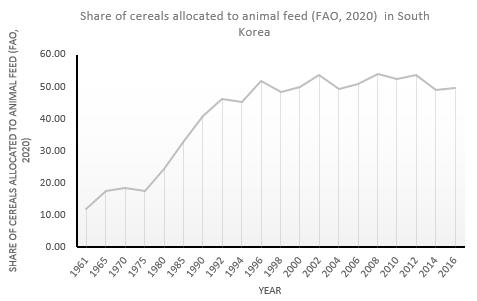 Share of cereals allocated to animal feed (FAO, 2020)  in South
Korea
SHARE OF CEREALS ALLOCATED TO ANIMAL FEED (FAO,
2020)
60.00
50.00
40.00
30.00
20.00
10.00
0.00
1961 1965 1970 1975 1980 1985 1990 1992 1994 1996 1998 2000 2002 2004 2006 2008 2010 2012 2014 2016
YEAR